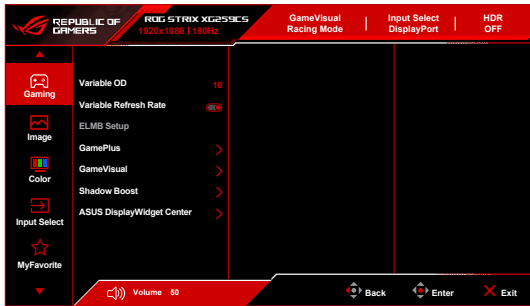 REPUBLIC OF
GAMERS
ROG STRIX XG259CS
1920x1080 | 180Hz
GameVisual
Racing Mode
Input Select
DisplayPort
HDR
OFF
Gaming
Image
Color
Input Select
MyFavorite
Variable OD 10
Variable Refresh Rate
ELMB Setup
GamePlus
GameVisual
Shadow Boost
ASUS DisplayWidget Center
Volume 50
Back
Enter
Exit